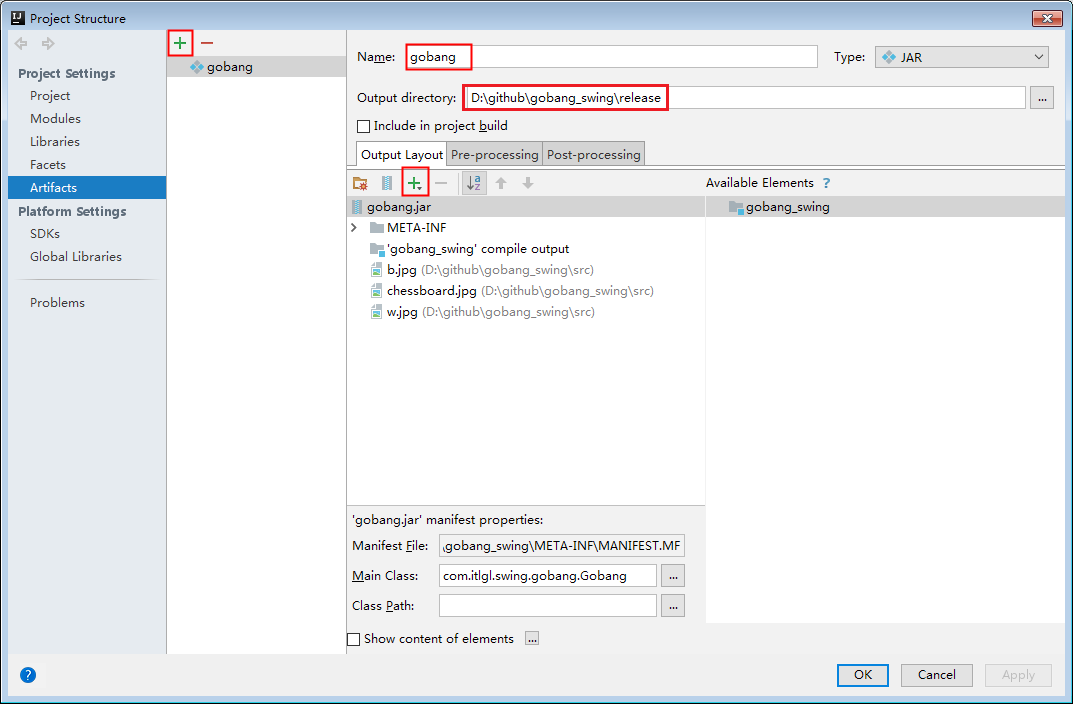 Project Structure
Project Settings
Project
Modules
Libraries
Facets
Artifacts
Platform Settings
SDKs
Global Libraries
Problems
gobang
Name: gobang
Type: JAR
Output directory: D:\github\gobang_swing\release ...
Include in project build
Output Layout Pre-processing Post-processing
Available Elements ?
gobang.jar
META-INF
'gobang_swing' compile output
b.jpg (D:\github\gobang_swing\src)
chessboard.jpg (D:\github\gobang_swing\src)
w.jpg (D:\github\gobang_swing\src)
gobang_swing
'gobang.jar' manifest properties:
Manifest File: \gobang_swing\META-INF\MANIFEST.MF
Main Class: com.itlgl.swing.gobang.Gobang ...
Class Path: ...
Show content of elements ...
? OK Cancel Apply